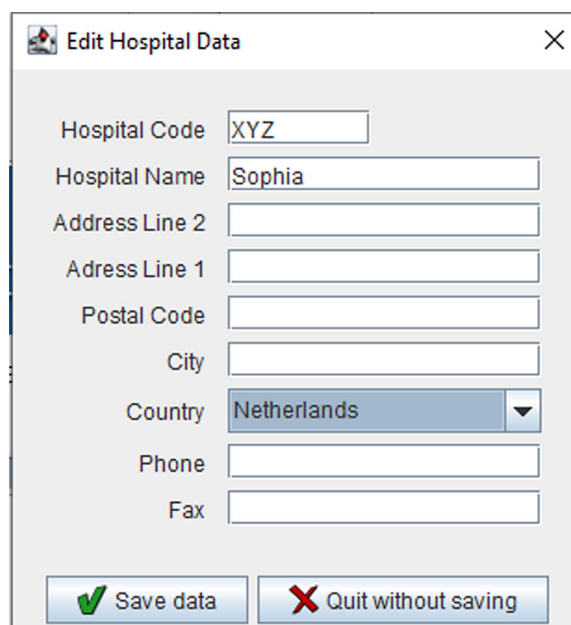 Edit Hospital Data
Hospital Code XYZ
Hospital Name Sophia
Address Line 2
Adress Line 1
Postal Code
City
Country Netherlands
Phone
Fax
Save data Quit without saving